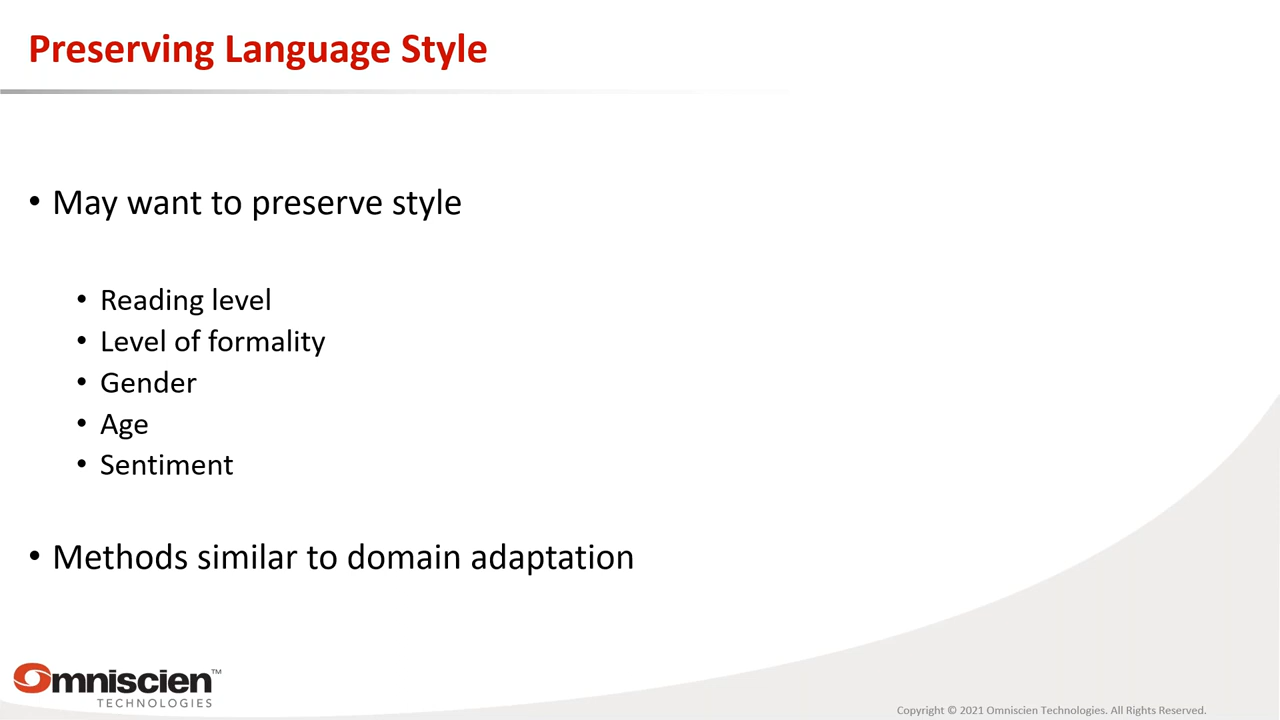 Preserving Language Style
• May want to preserve style
• Reading level
• Level of formality
• Gender
• Age
• Sentiment
• Methods similar to domain adaptation
Omniscien™
TECHNOLOGIES
Copyright © 2021 Omniscien Technologies. All Rights Reserved.